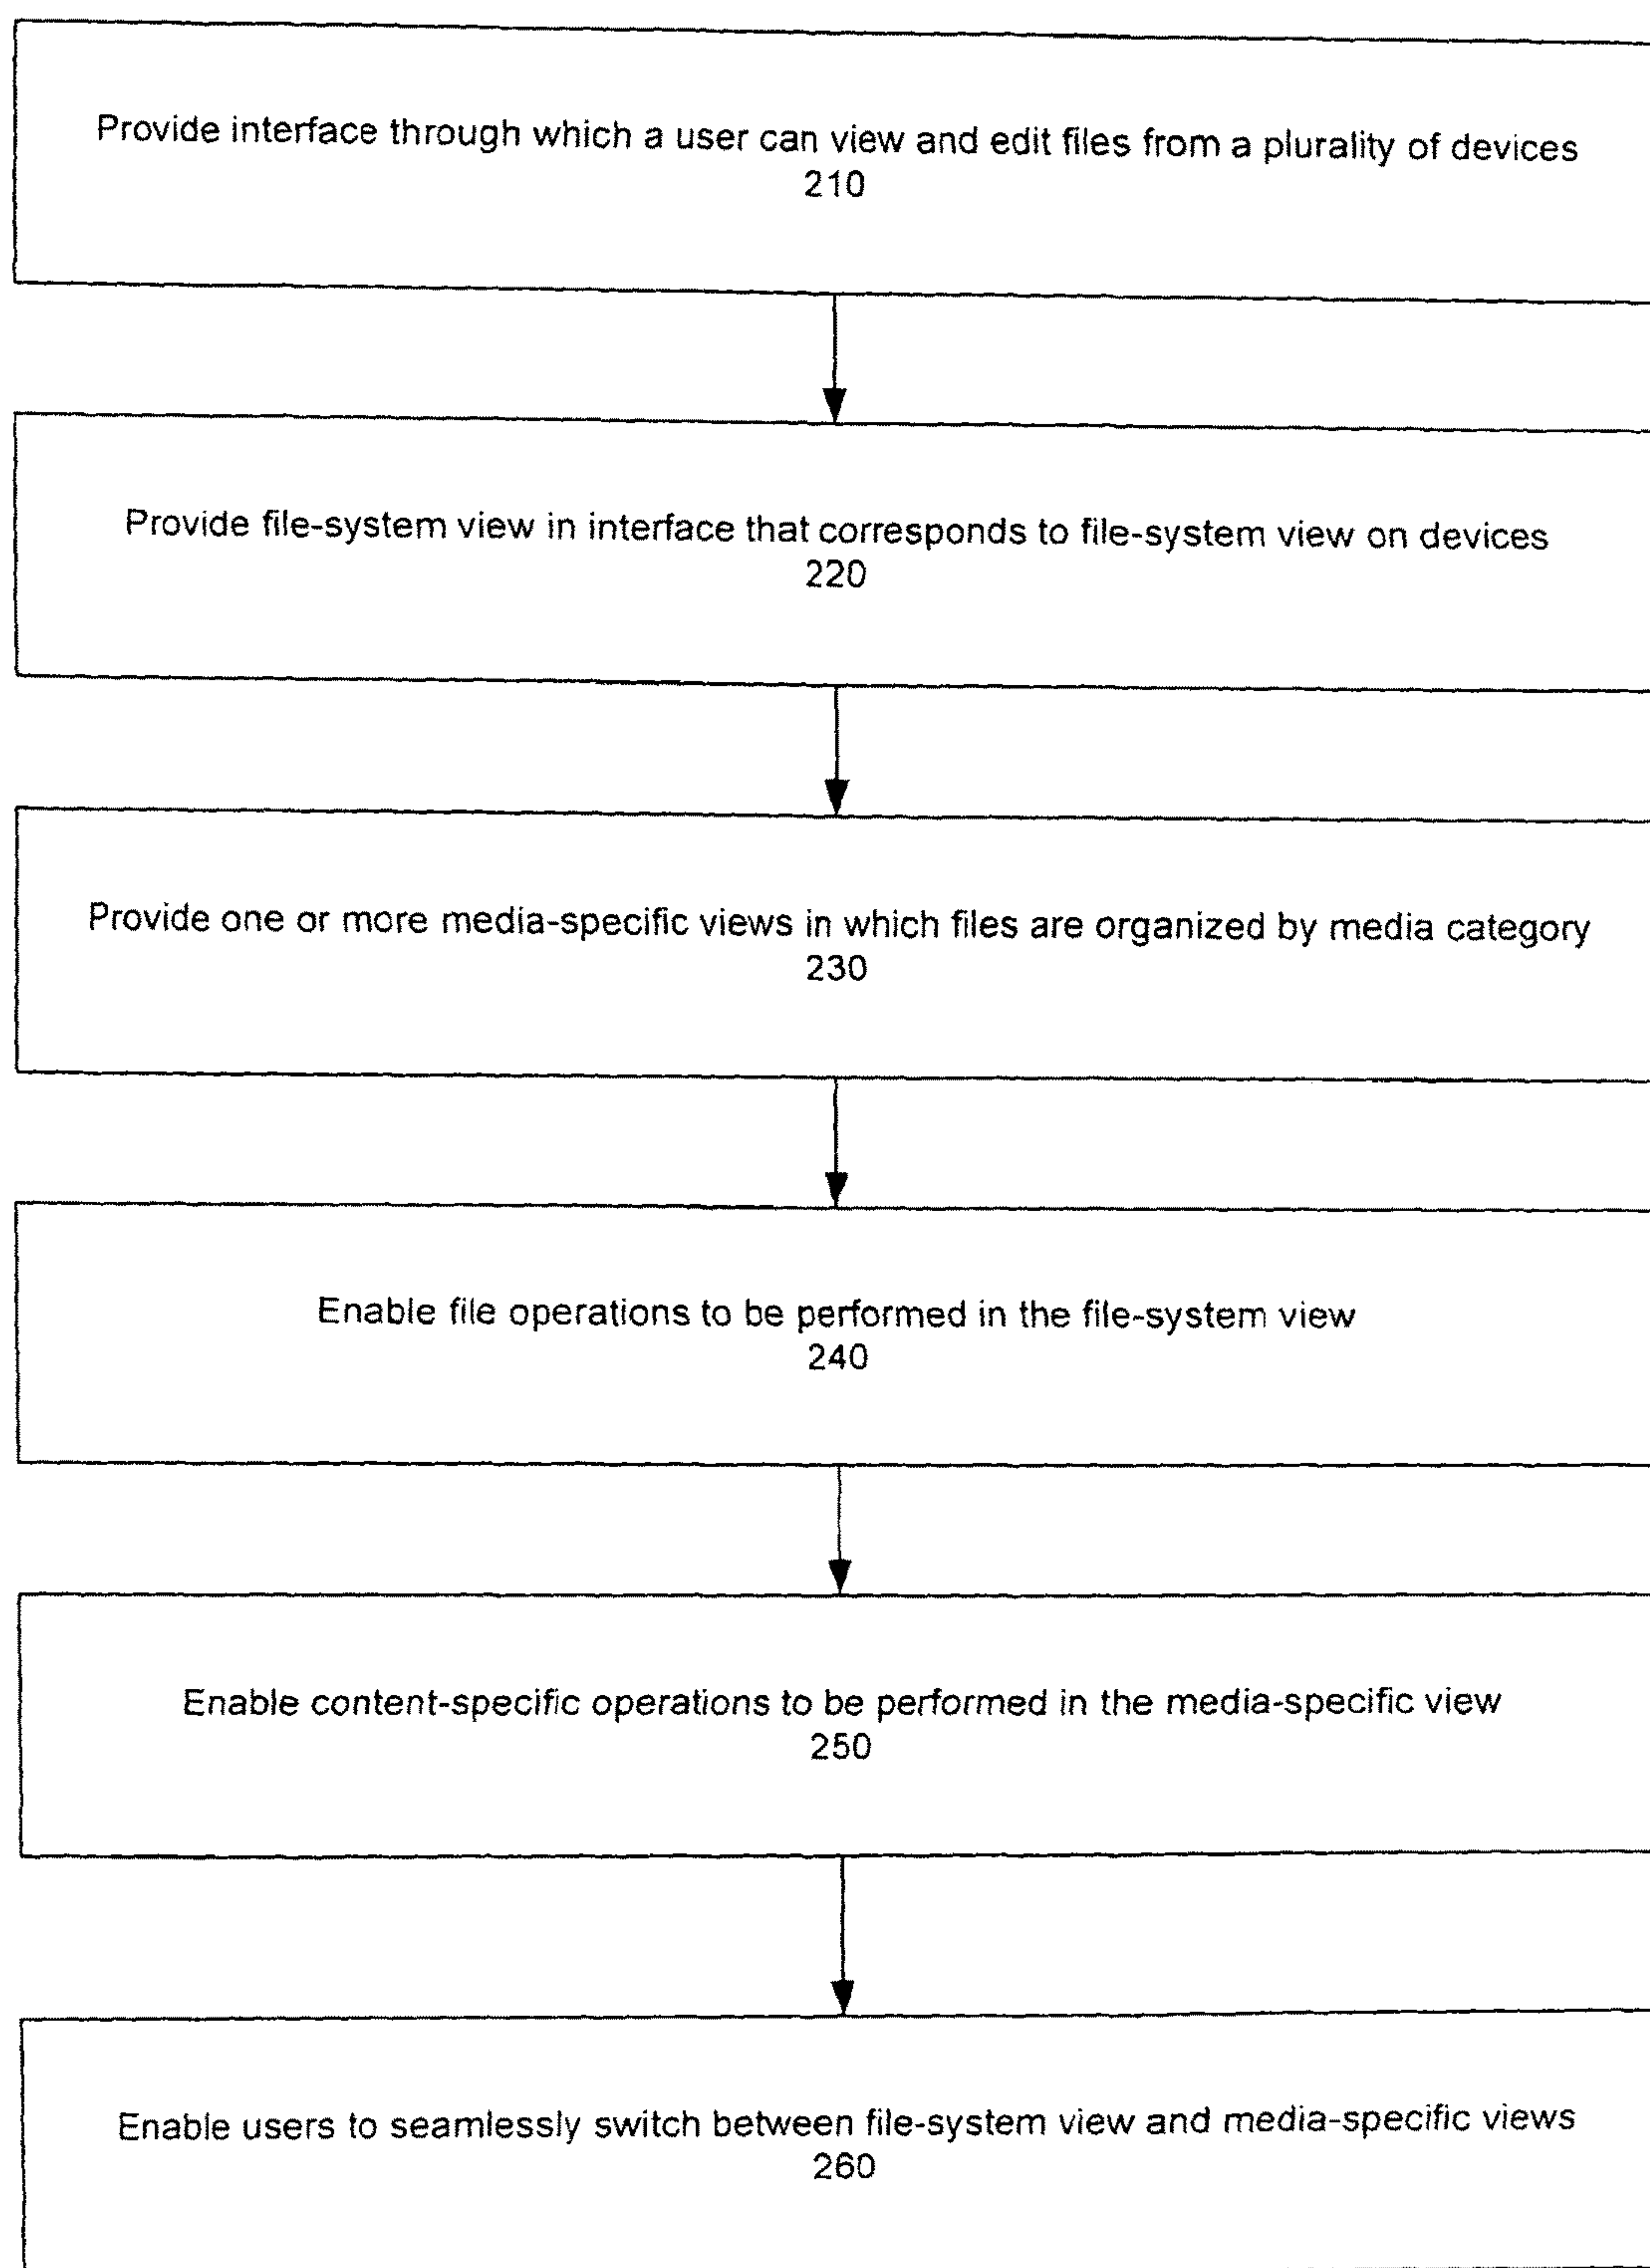 Provide interface through which a user can view and edit files from a plurality of devices
210
Provide file-system view in interface that corresponds to file-system view on devices
220
Provide one or more media-specific views in which files are organized by media category
230
Enable file operations to be performed in the file-system view
240
Enable content-specific operations to be performed in the media-specific view
250
Enable users to seamlessly switch between file-system view and media-specific views
260